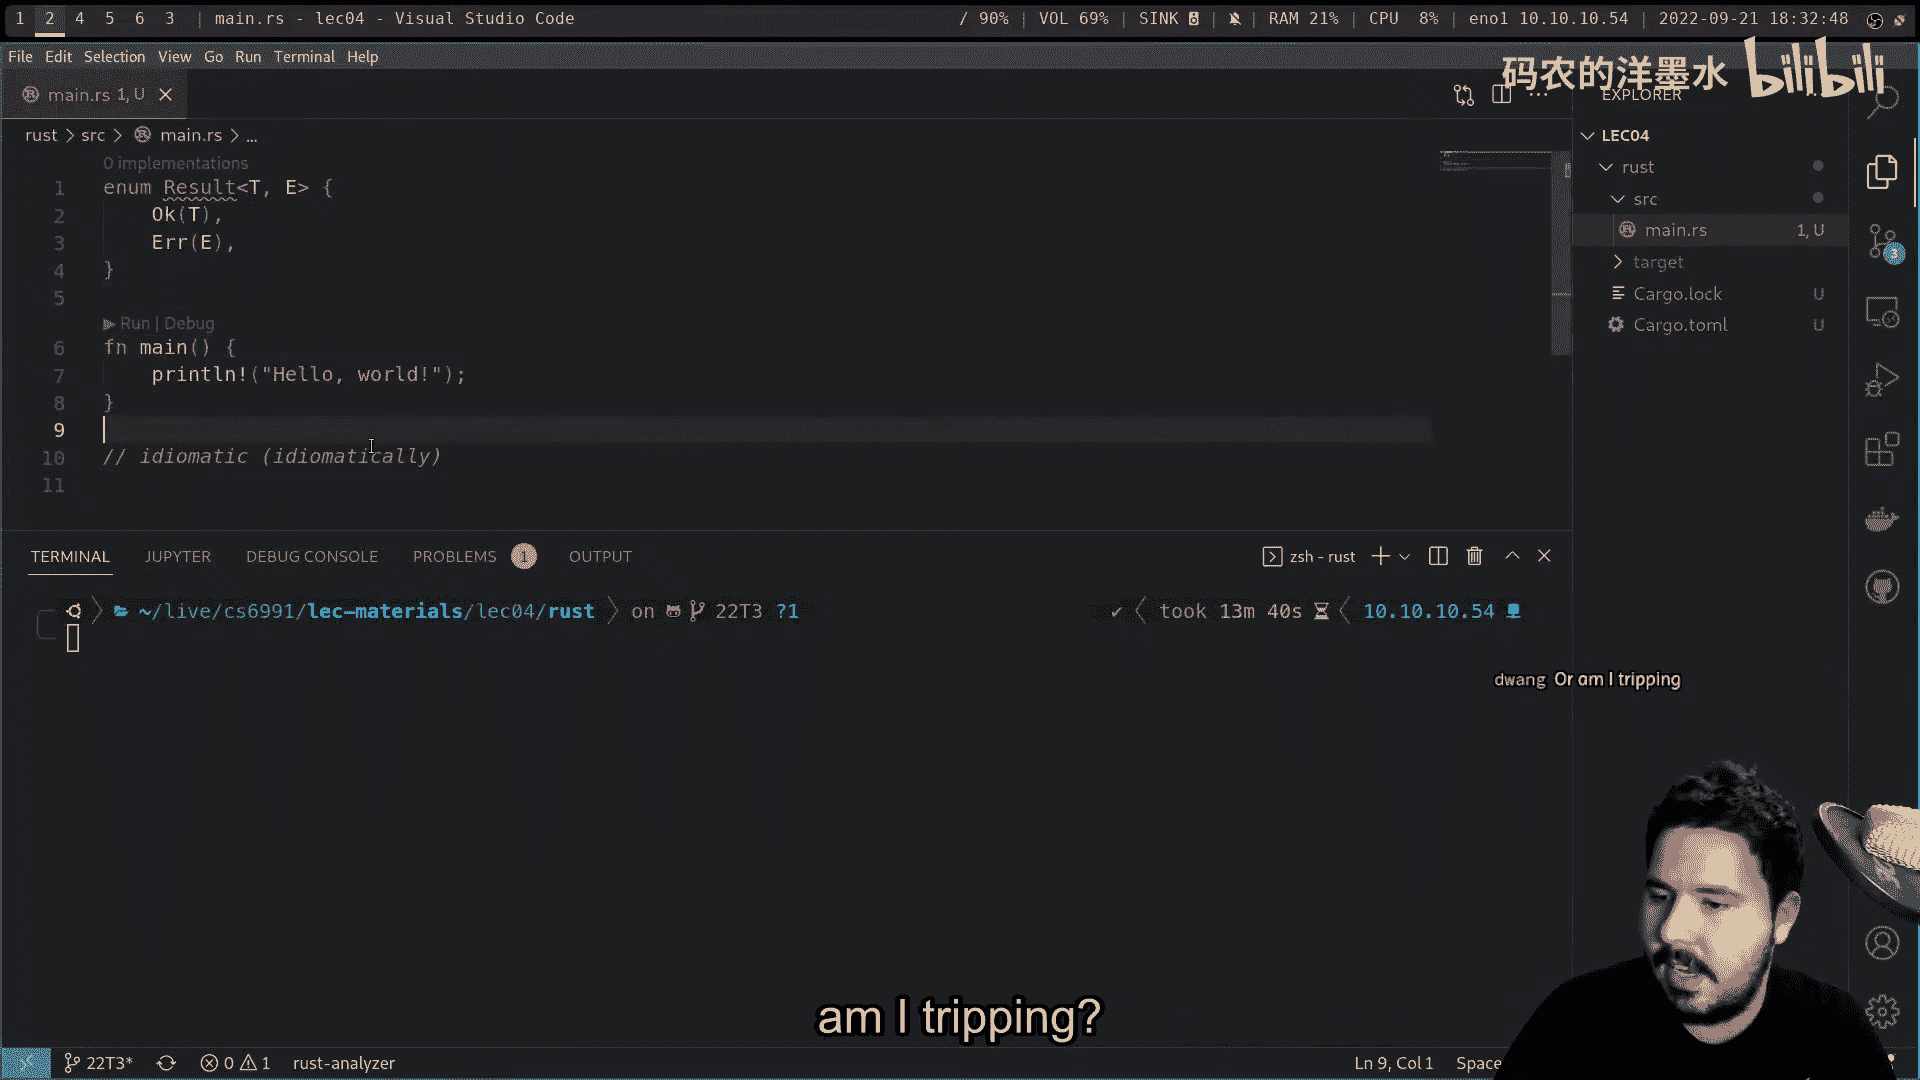 1 2 4 5 6 3 | main.rs - lec04 - Visual Studio Code
/ 90% | VOL 69% | SINK | | RAM 21% | CPU 8% | eno1 10.10.10.54 | 2022-09-21 18:32:48
File Edit Selection View Go Run Terminal Help
码农的洋墨水 bilibili
main.rs 1, U
EXPLORER
rust > src > main.rs > ...
LEC04
rust
src
main.rs 1, U
target
Cargo.lock U
Cargo.toml U
3
0 implementations
1 enum Result<T, E> {
2 Ok(T),
3 Err(E),
4 }
5
Run | Debug
6 fn main() {
7 println!("Hello, world!");
8 }
9
10 // idiomatic (idiomatically)
11
TERMINAL JUPYTER DEBUG CONSOLE PROBLEMS 1 OUTPUT
zsh - rust
~/live/cs6991/lec-materials/lec04/rust on 22T3 ?1
✓ took 13m 40s 10.10.10.54
dwang Or am I tripping
am I tripping?
22T3* 0 1 rust-analyzer
Ln 9, Col 1